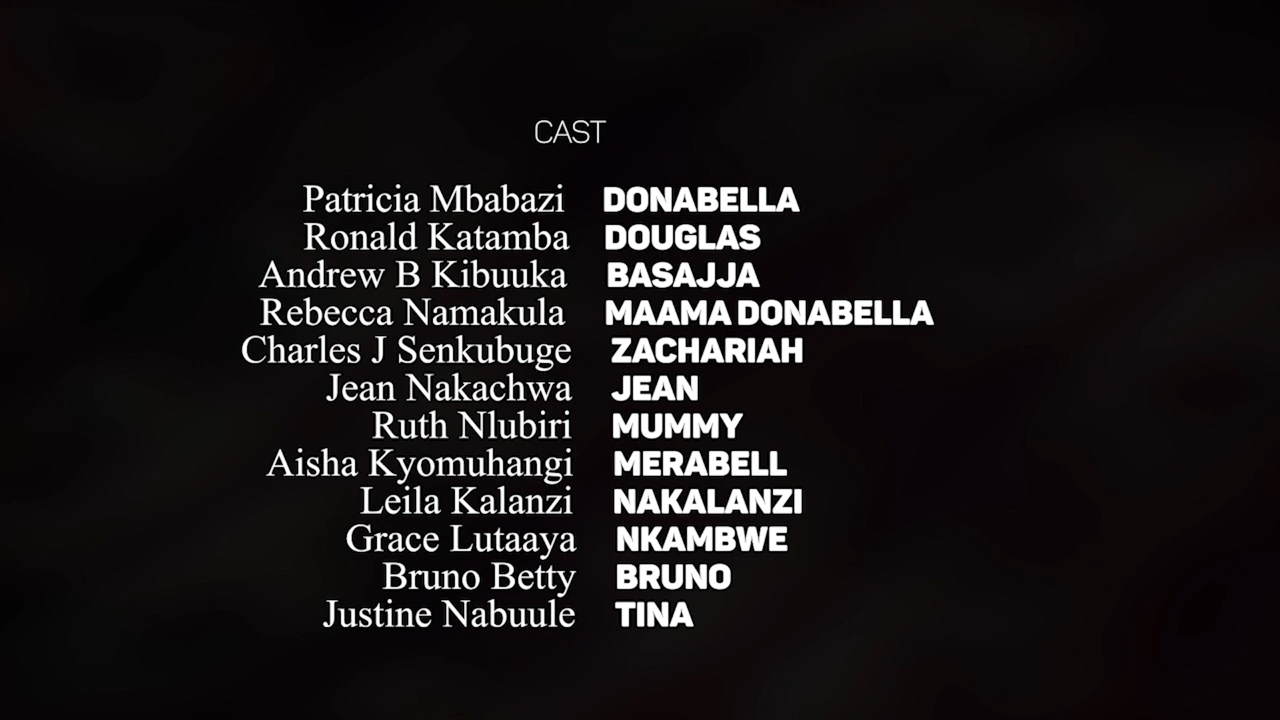 CAST
Patricia Mbabazi DONABELLA
Ronald Katamba DOUGLAS
Andrew B Kibuuka BASAJJA
Rebecca Namakula MAAMA DONABELLA
Charles J Senkubuge ZACHARIAH
Jean Nakachwa JEAN
Ruth Nlubiri MUMMY
Aisha Kyomuhangi MERABELL
Leila Kalanzi NAKALANZI
Grace Lutaaya NKAMBWE
Bruno Betty BRUNO
Justine Nabuule TINA